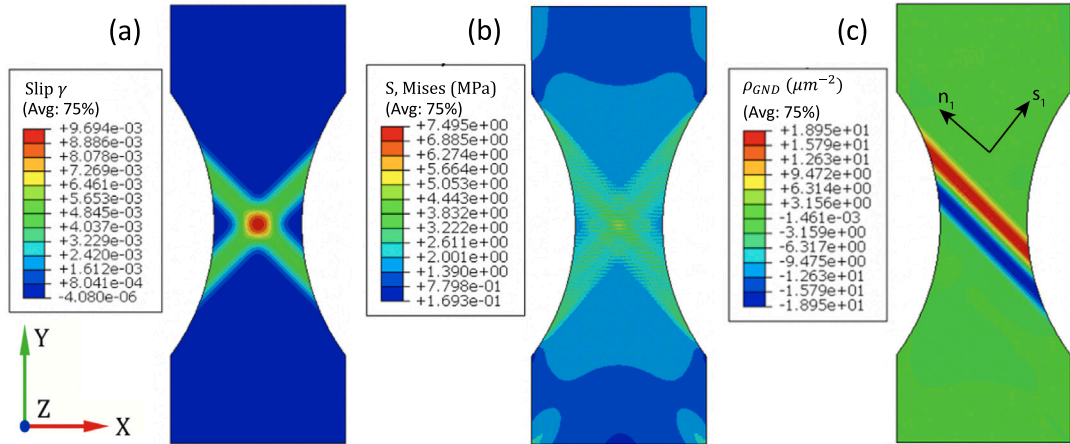 (a)
Slip γ
(Avg: 75%)
+9.694e-03
+8.886e-03
+8.078e-03
+7.269e-03
+6.461e-03
+5.653e-03
+4.845e-03
+4.037e-03
+3.229e-03
+2.420e-03
+1.612e-03
+8.041e-04
-4.080e-06
Y
Z
X
(b)
S, Mises (MPa)
(Avg: 75%)
+7.495e+00
+6.885e+00
+6.274e+00
+5.664e+00
+5.053e+00
+4.443e+00
+3.832e+00
+3.222e+00
+2.611e+00
+2.001e+00
+1.390e+00
+7.798e-01
+1.693e-01
(c)
ρGND (μm⁻²)
(Avg: 75%)
+1.895e+01
+1.579e+01
+1.263e+01
+9.472e+00
+6.314e+00
+3.156e+00
-1.461e-03
-3.159e+00
-6.317e+00
-9.475e+00
-1.263e+01
-1.579e+01
-1.895e+01
n₁
s₁